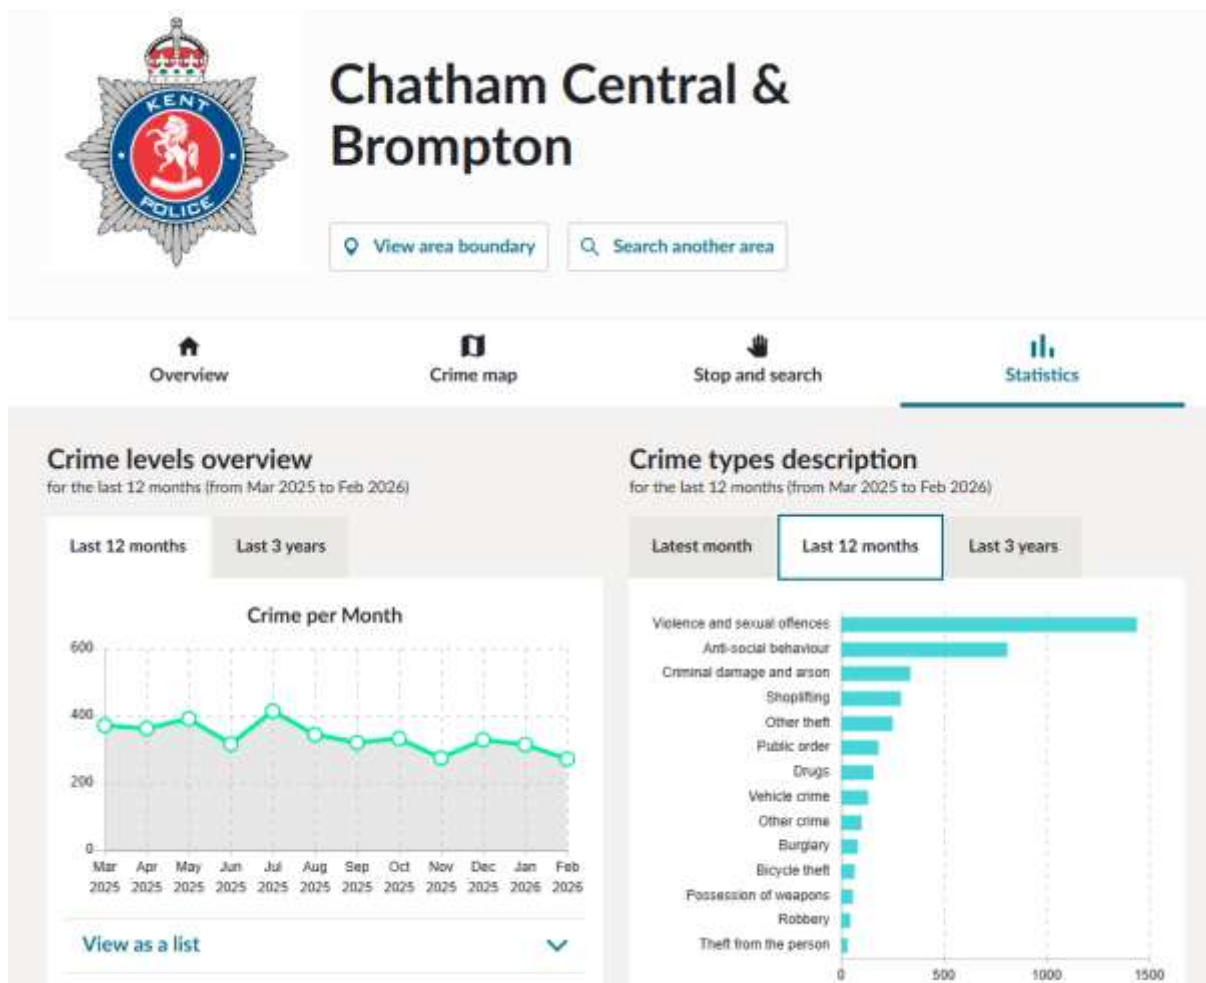 KENT
POLICE
Chatham Central &
Brompton
View area boundary
Search another area
Overview
Crime map
Stop and search
Statistics
Crime levels overview
for the last 12 months (from Mar 2025 to Feb 2026)
Last 12 months
Last 3 years
Crime per Month
600
400
200
0
Mar Apr May Jun Jul Aug Sep Oct Nov Dec Jan Feb
2025 2025 2025 2025 2025 2025 2025 2025 2025 2025 2026 2026
View as a list
Crime types description
for the last 12 months (from Mar 2025 to Feb 2026)
Latest month
Last 12 months
Last 3 years
Violence and sexual offences
Anti-social behaviour
Criminal damage and arson
Shoplifting
Other theft
Public order
Drugs
Vehicle crime
Other crime
Burglary
Bicycle theft
Possession of weapons
Robbery
Theft from the person
0 500 1000 1500